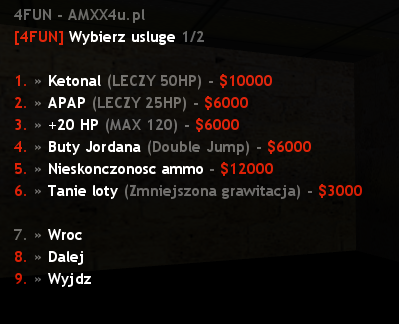 4FUN - AMXX4u.pl
[4FUN] Wybierz usluge 1/2
1. » Ketonal (LECZY 50HP) - $10000
2. » APAP (LECZY 25HP) - $6000
3. » +20 HP (MAX 120) - $6000
4. » Buty Jordana (Double Jump) - $6000
5. » Nieskonczonosc ammo - $12000
6. » Tanie loty (Zmniejszona grawitacja) - $3000
7. » Wroc
8. » Dalej
9. » Wyjdz